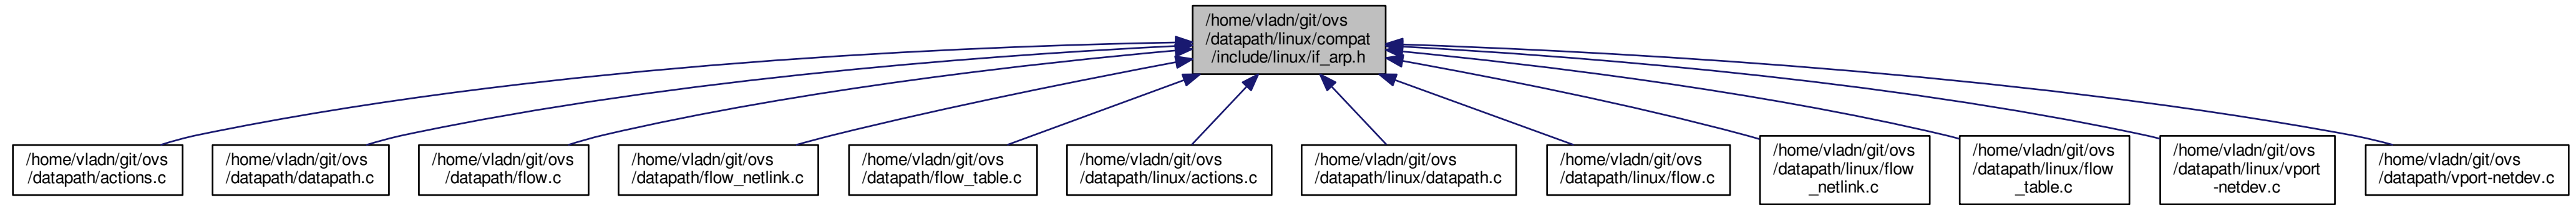 /home/vladn/git/ovs
/datapath/linux/compat
/include/linux/if_arp.h
/home/vladn/git/ovs
/datapath/actions.c
/home/vladn/git/ovs
/datapath/datapath.c
/home/vladn/git/ovs
/datapath/flow.c
/home/vladn/git/ovs
/datapath/flow_netlink.c
/home/vladn/git/ovs
/datapath/flow_table.c
/home/vladn/git/ovs
/datapath/linux/actions.c
/home/vladn/git/ovs
/datapath/linux/datapath.c
/home/vladn/git/ovs
/datapath/linux/flow.c
/home/vladn/git/ovs
/datapath/linux/flow
_netlink.c
/home/vladn/git/ovs
/datapath/linux/flow
_table.c
/home/vladn/git/ovs
/datapath/linux/vport
-netdev.c
/home/vladn/git/ovs
/datapath/vport-netdev.c